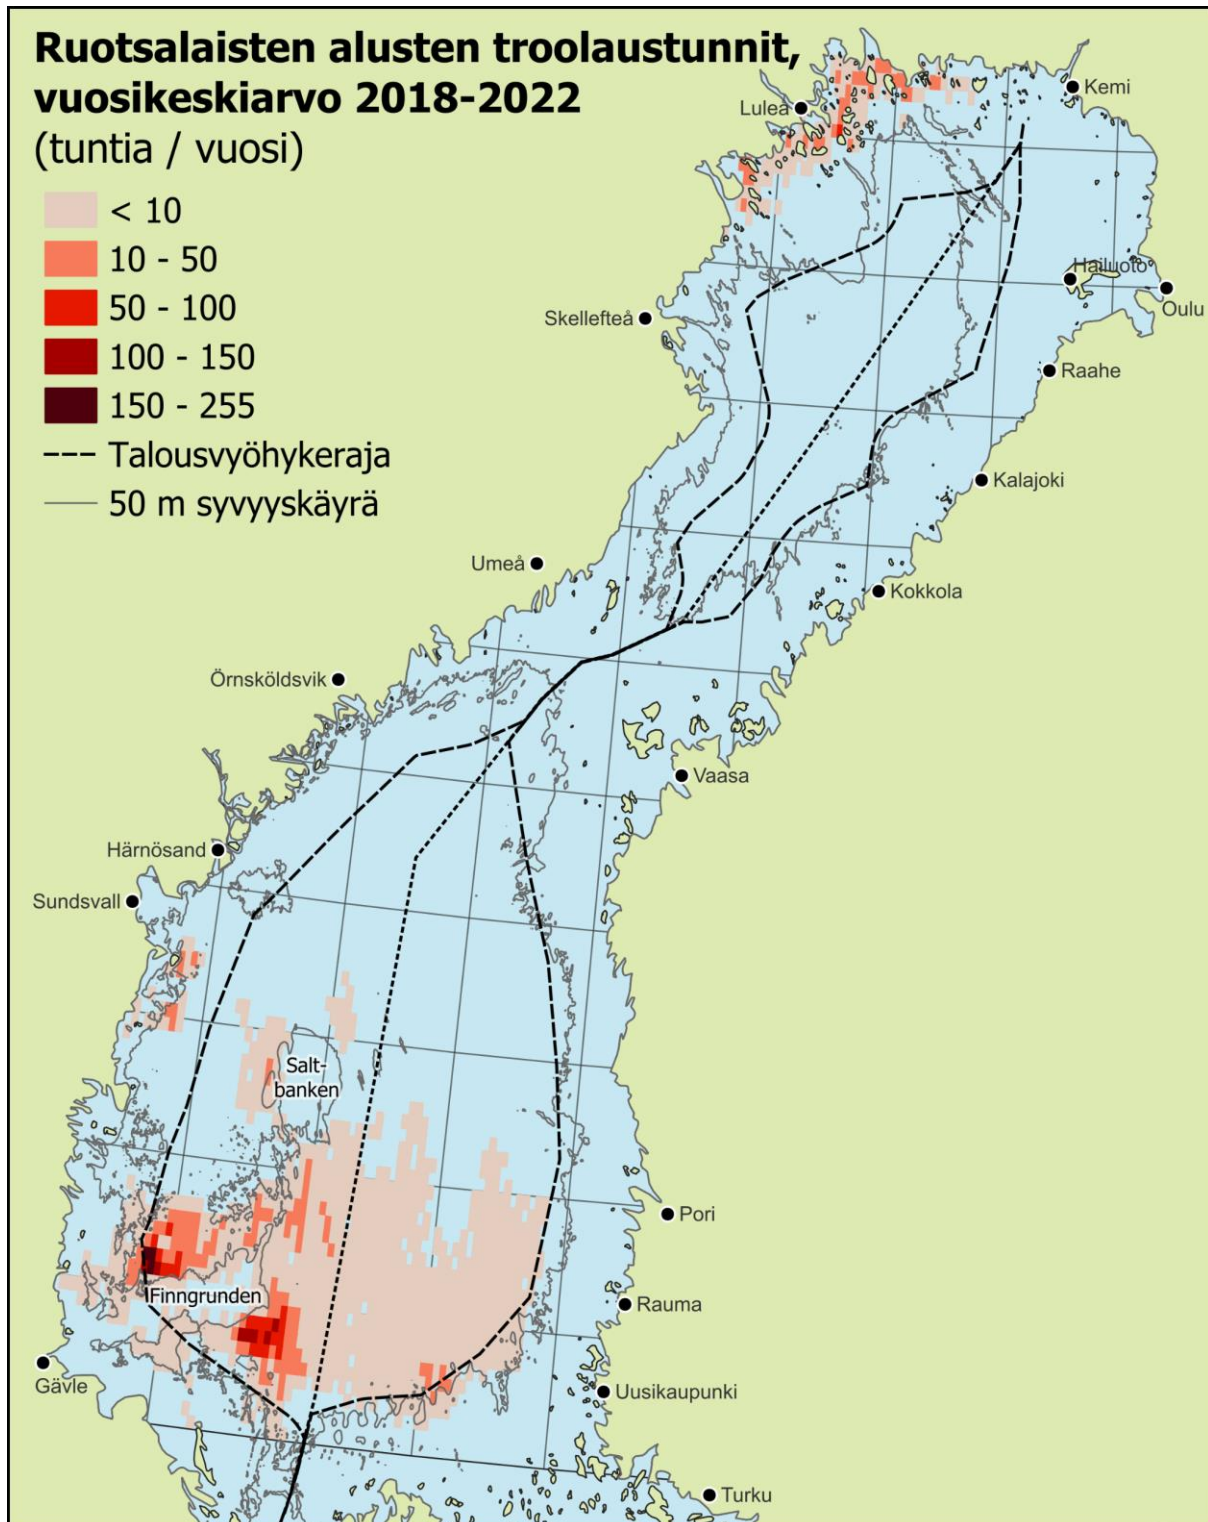 Ruotsalaisten alusten troolaustunnit,
vuosikeskiarvo 2018-2022
(tuntia / vuosi)
< 10
10 - 50
50 - 100
100 - 150
150 - 255
Talousvyöhykeraja
50 m syvyyskäyrä
Kemi
Luleå
Hailuoto
Oulu
Skellefteå
Raahe
Kalajoki
Umeå
Kokkola
Örnsköldsvik
Vaasa
Härnösand
Sundsvall
Salt-
banken
Pori
Finngrunden
Rauma
Gävle
Uusikaupunki
Turku